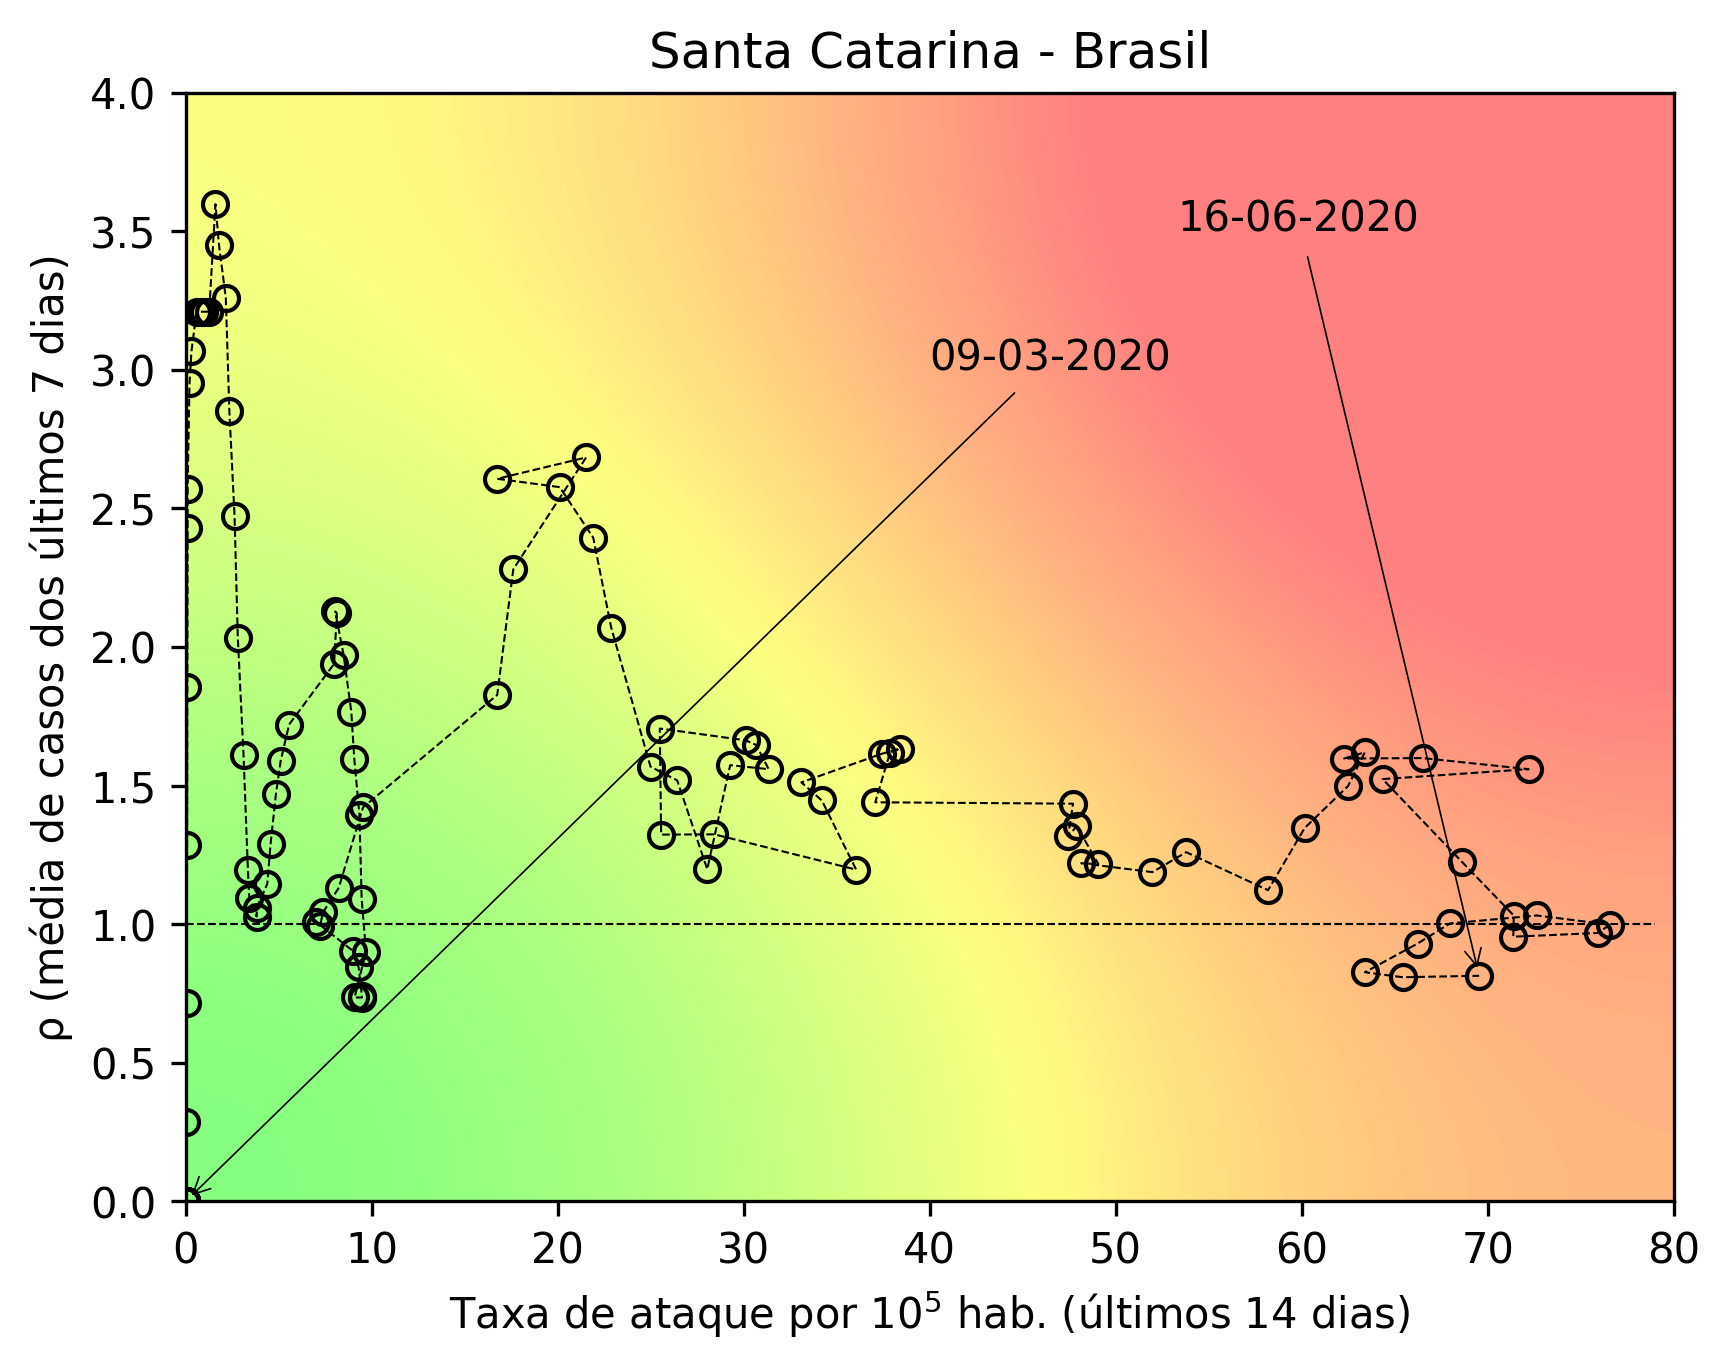 Santa Catarina - Brasil
4.0
3.5
3.0
2.5
2.0
1.5
1.0
0.5
0.0
ρ (média de casos dos últimos 7 dias)
16-06-2020
09-03-2020
0 10 20 30 40 50 60 70 80
Taxa de ataque por 10⁵ hab. (últimos 14 dias)